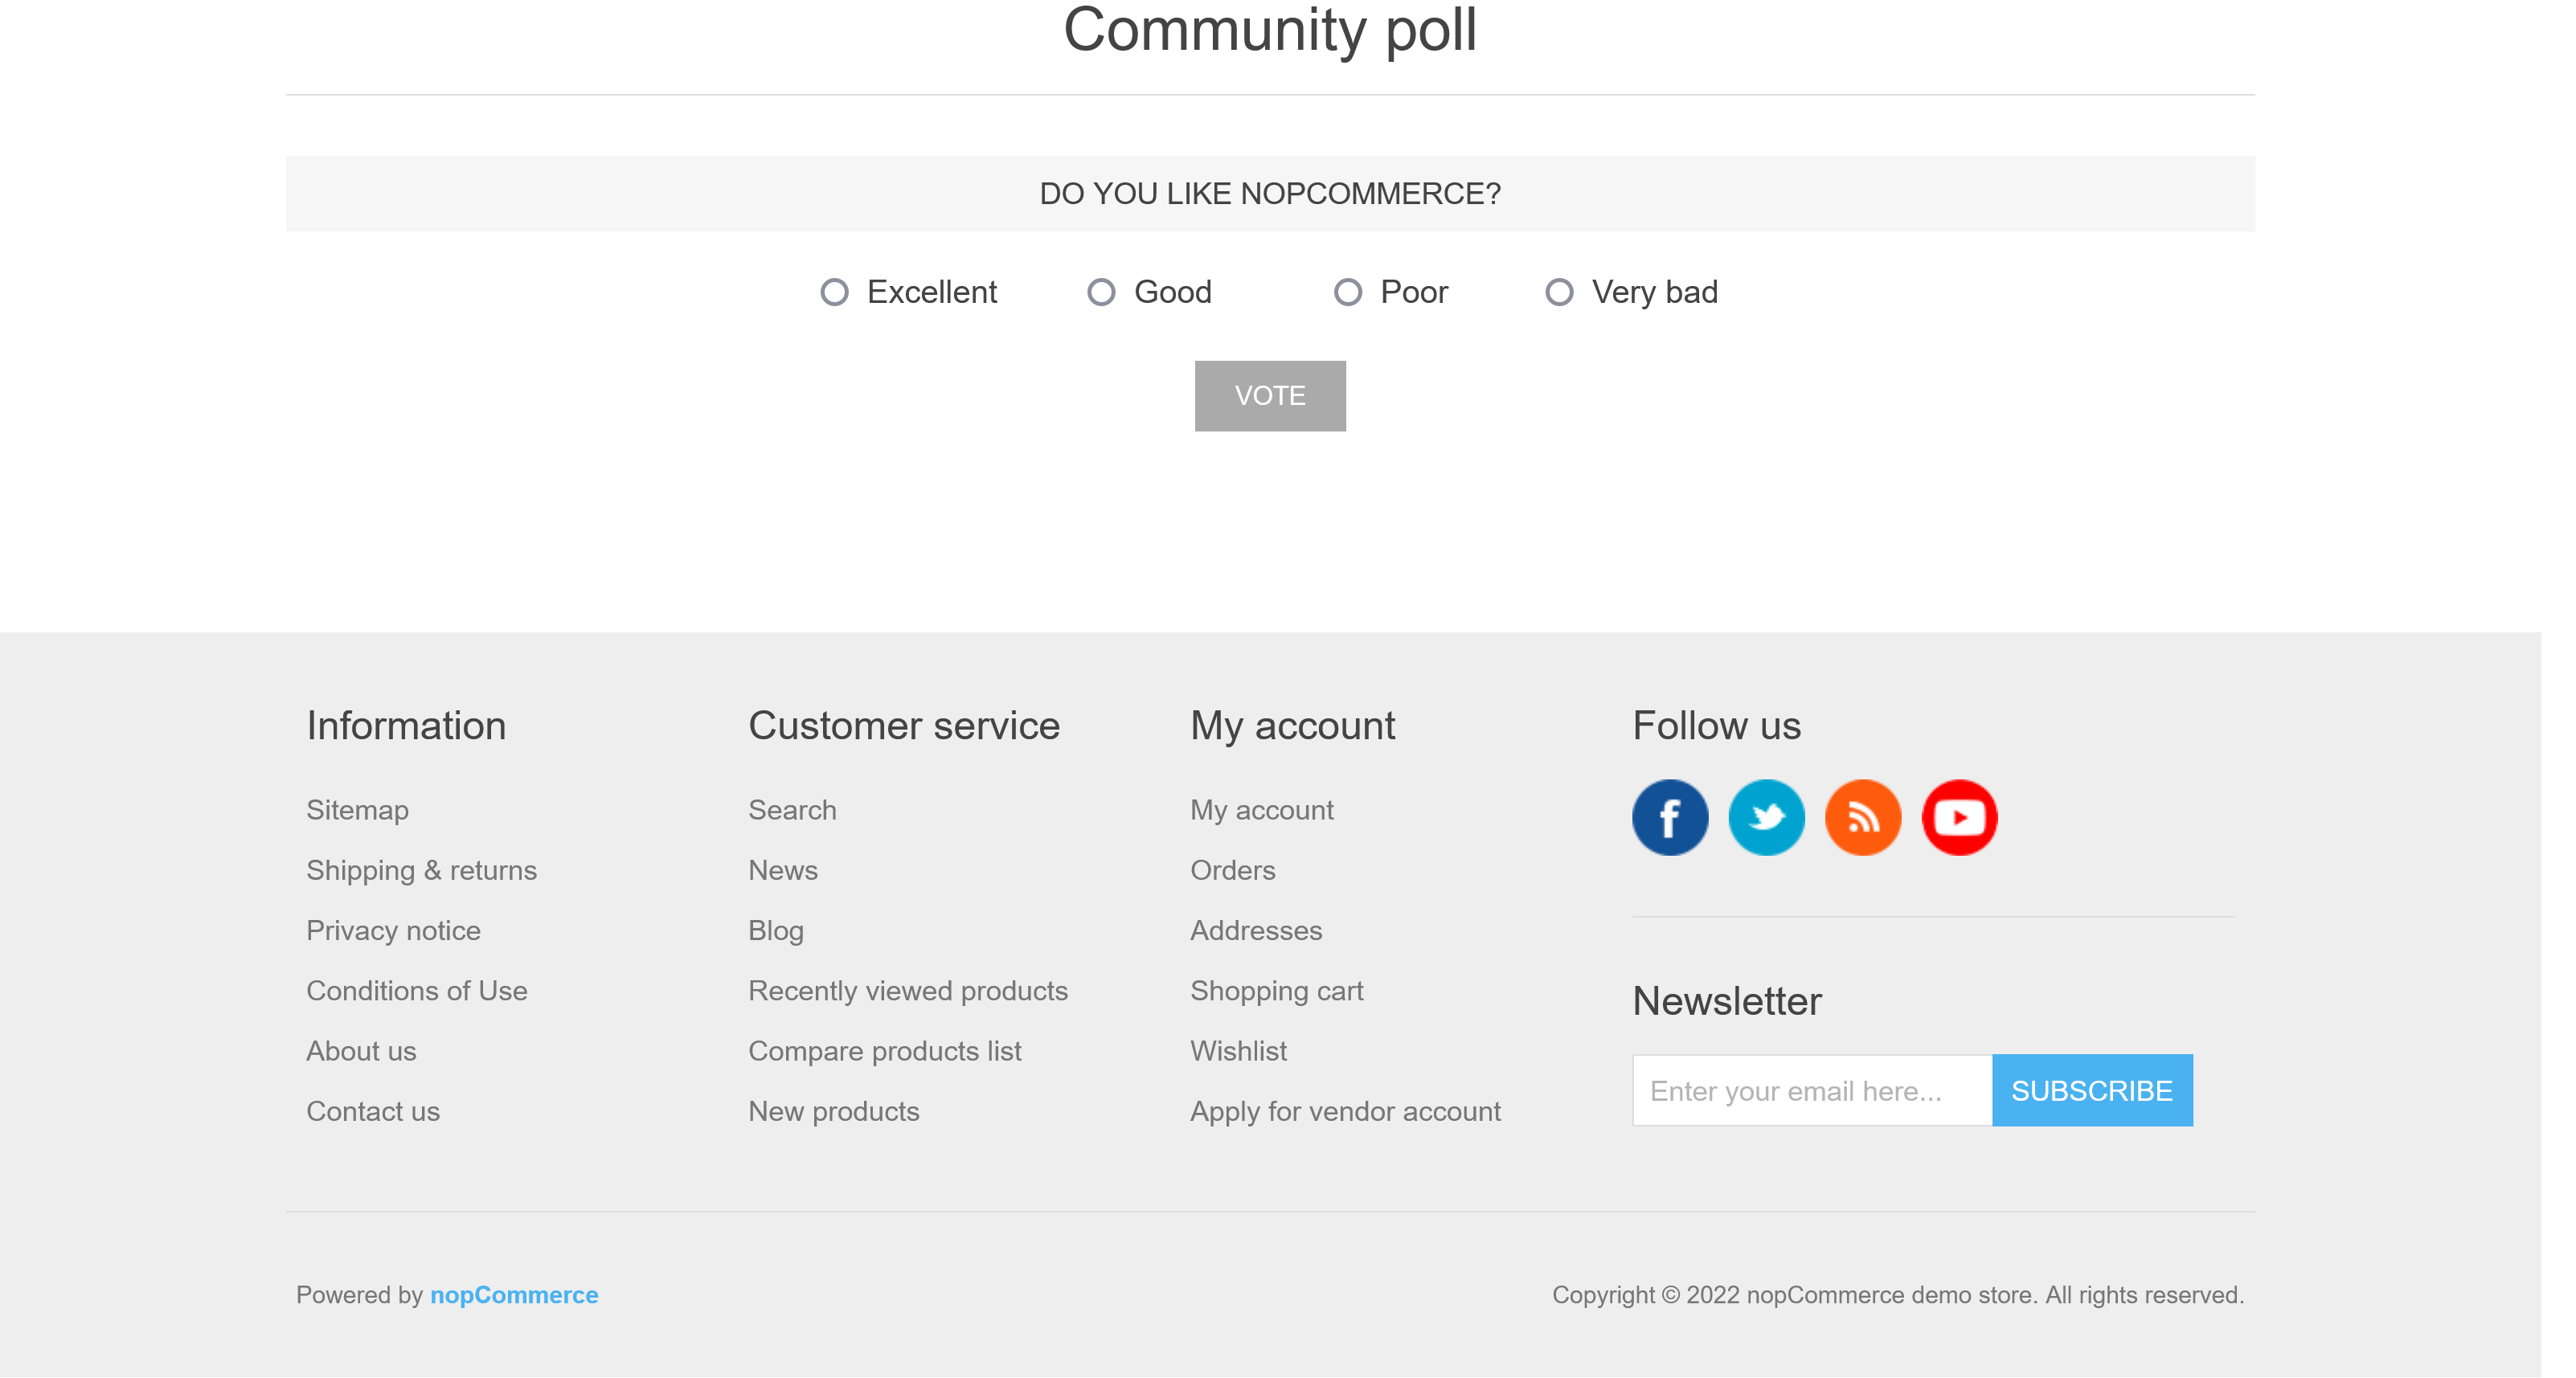 Community poll
DO YOU LIKE NOPCOMMERCE?
Excellent
Good
Poor
Very bad
VOTE
Information
Sitemap
Shipping & returns
Privacy notice
Conditions of Use
About us
Contact us
Customer service
Search
News
Blog
Recently viewed products
Compare products list
New products
My account
My account
Orders
Addresses
Shopping cart
Wishlist
Apply for vendor account
Follow us
Newsletter
Enter your email here...
SUBSCRIBE
Powered by nopCommerce
Copyright © 2022 nopCommerce demo store. All rights reserved.